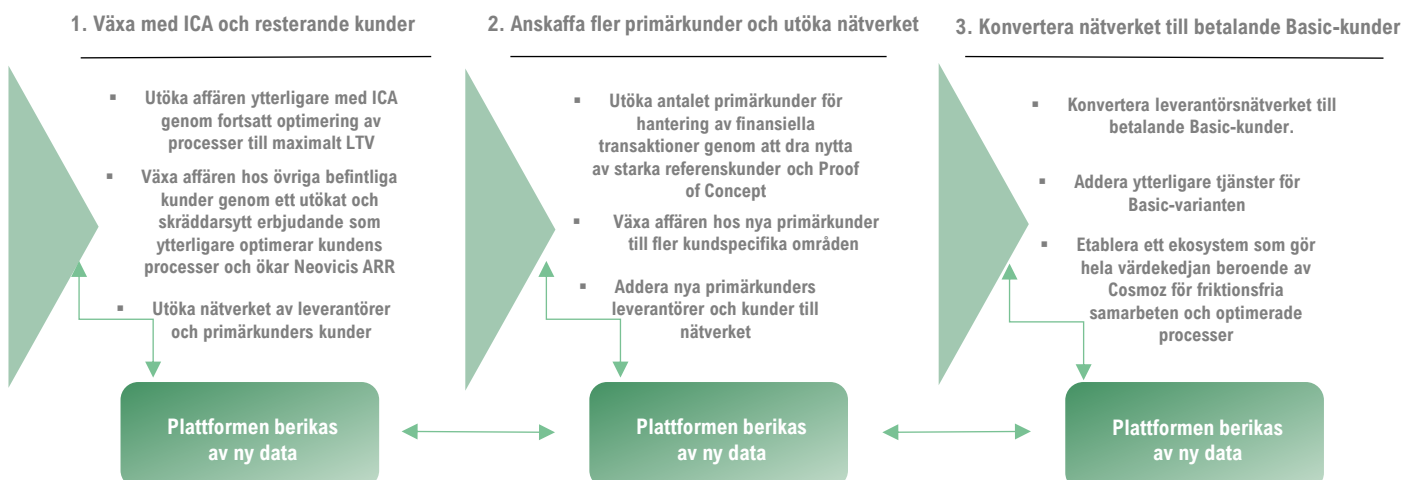 1. Växa med ICA och resterande kunder
▪ Utöka affären ytterligare med ICA
genom fortsatt optimering av
processer till maximalt LTV
▪ Växa affären hos övriga befintliga
kunder genom ett utökat och
skräddarsytt erbjudande som
ytterligare optimerar kundens
processer och ökar Neovicis ARR
▪ Utöka nätverket av leverantörer
och primärkunders kunder
Plattformen berikas
av ny data
2. Anskaffa fler primärkunder och utöka nätverket
▪ Utöka antalet primärkunder för
hantering av finansiella
transaktioner genom att dra nytta
av starka referenskunder och Proof
of Concept
▪ Växa affären hos nya primärkunder
till fler kundspecifika områden
▪ Addera nya primärkunders
leverantörer och kunder till
nätverket
Plattformen berikas
av ny data
3. Konvertera nätverket till betalande Basic-kunder
▪ Konvertera leverantörsnätverket till
betalande Basic-kunder.
▪ Addera ytterligare tjänster för
Basic-varianten
▪ Etablera ett ekosystem som gör
hela värdekedjan beroende av
Cosmoz för friktionsfria
samarbeten och optimerade
processer
Plattformen berikas
av ny data